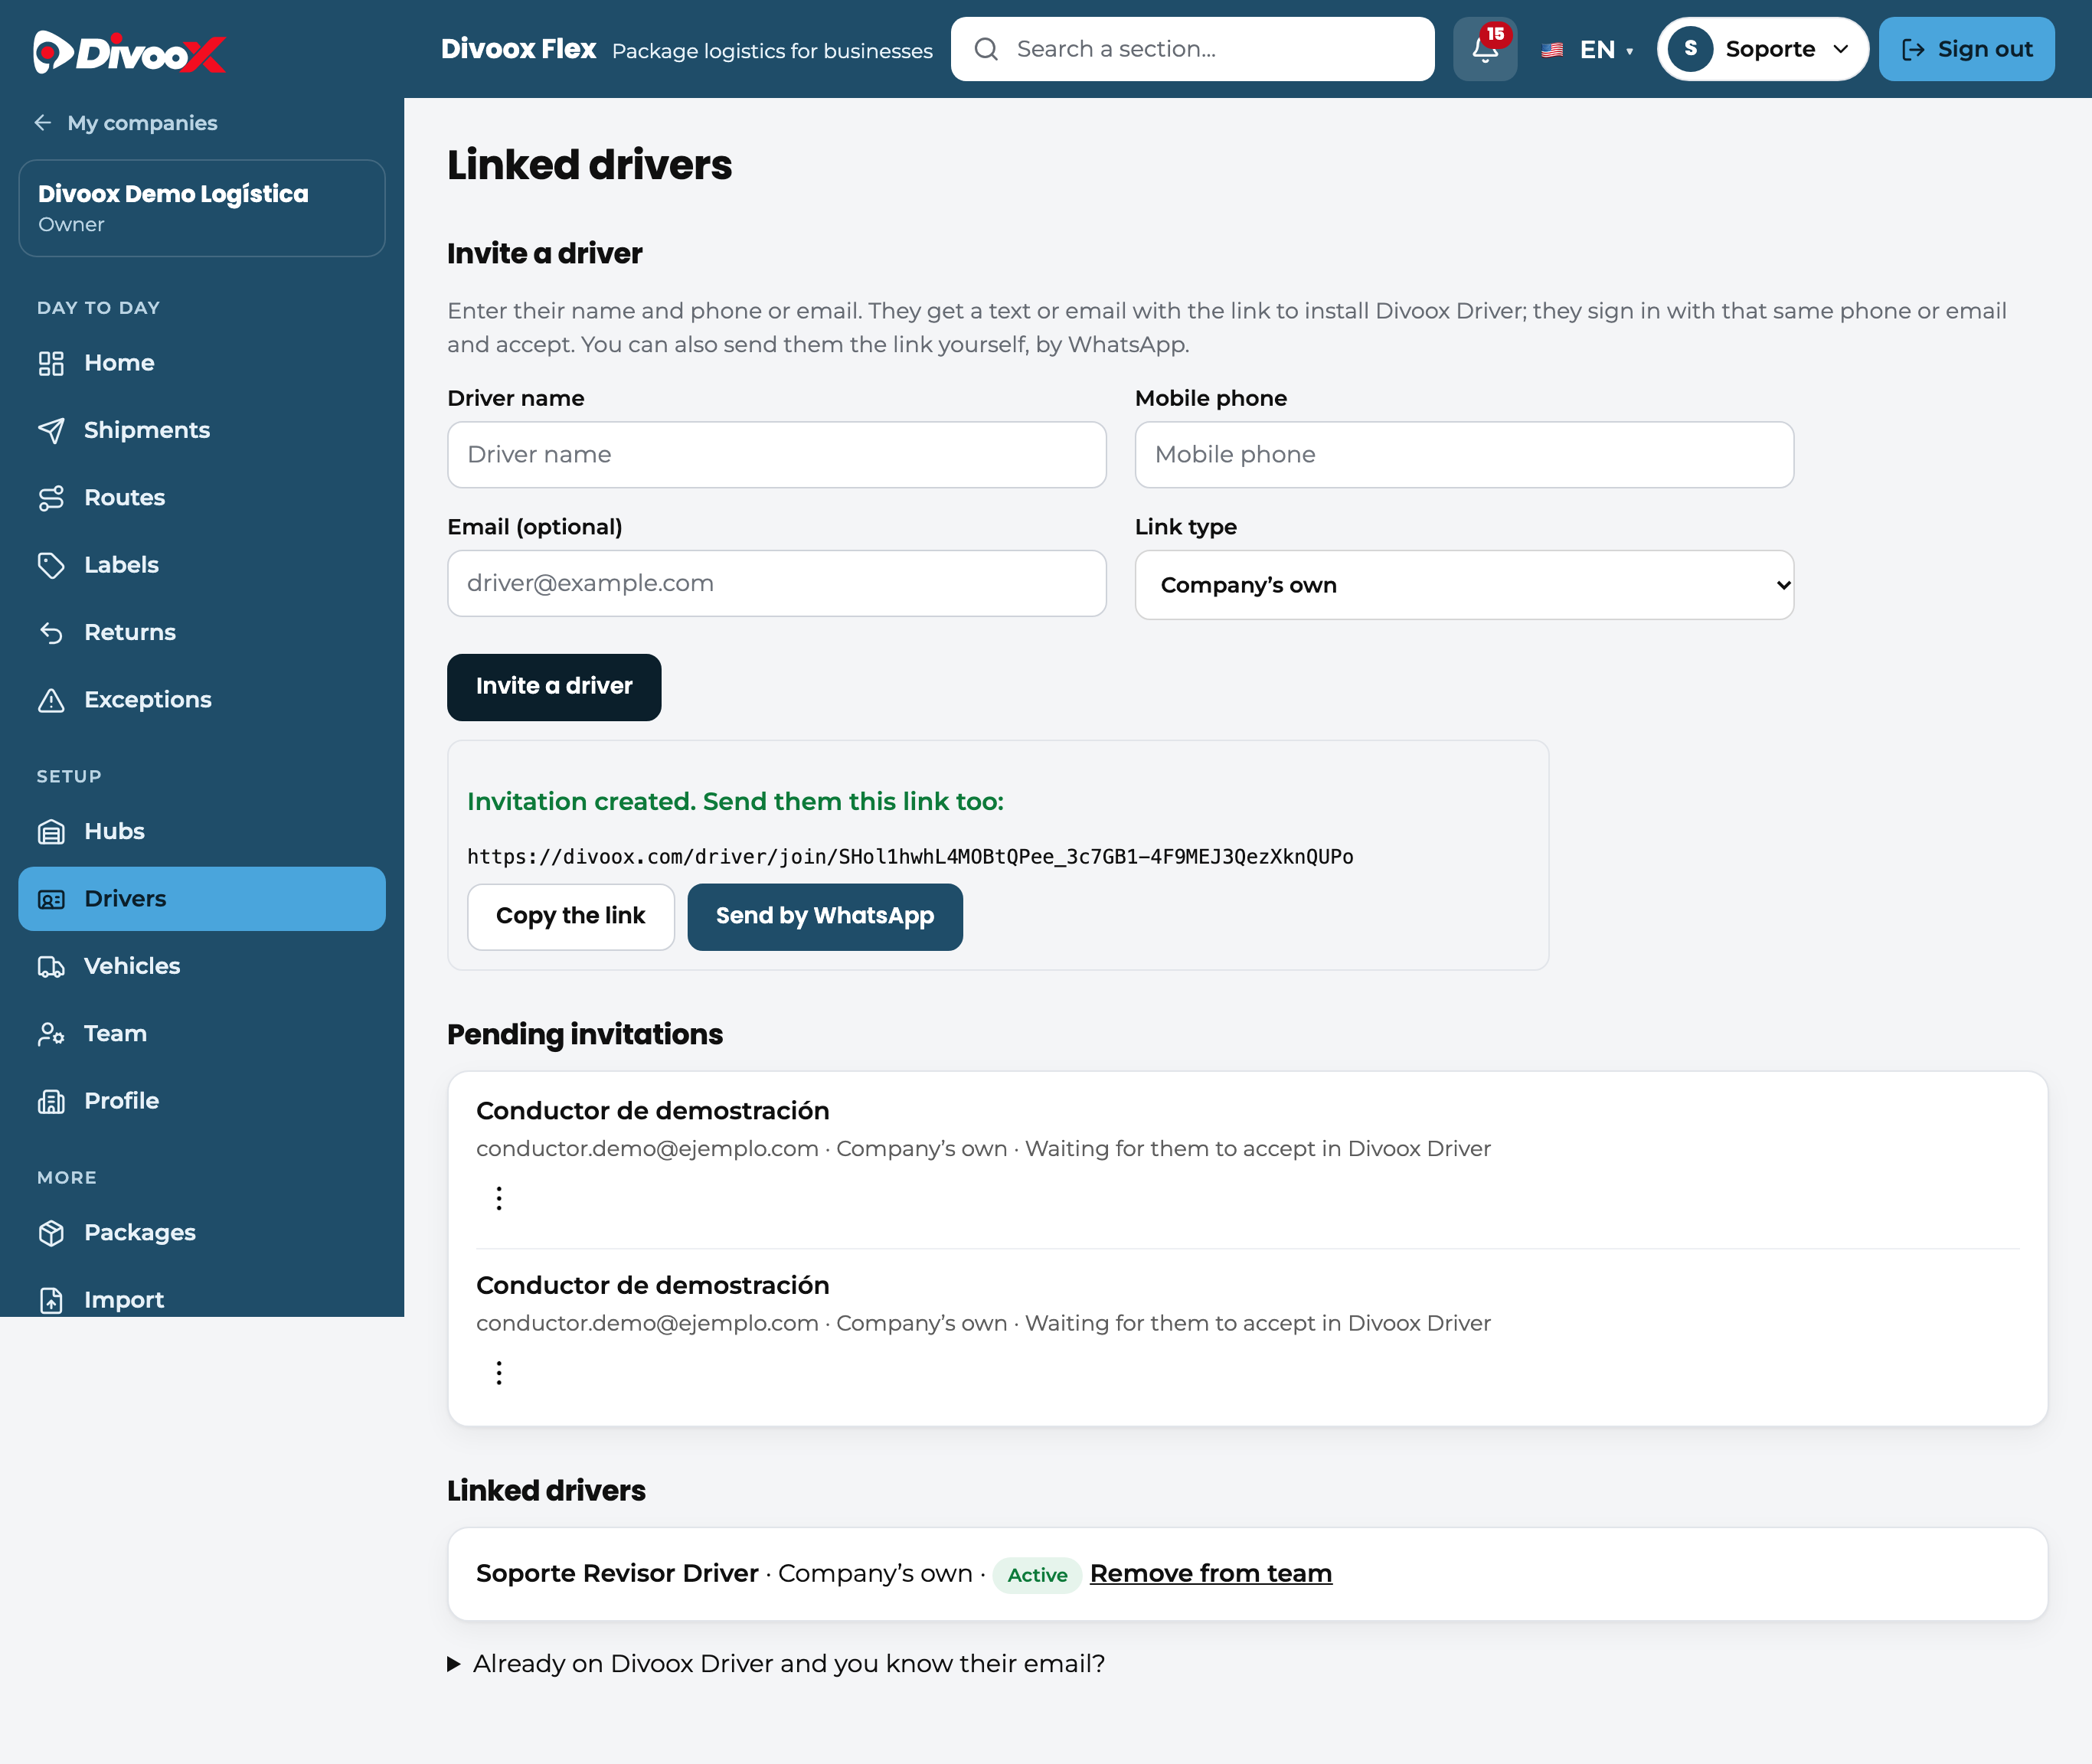 Divoox
Divoox Flex Package logistics for businesses
Search a section...
15
EN
S Soporte
Sign out
My companies
Divoox Demo Logística
Owner
DAY TO DAY
Home
Shipments
Routes
Labels
Returns
Exceptions
SETUP
Hubs
Drivers
Vehicles
Team
Profile
MORE
Packages
Import
Linked drivers
Invite a driver
Enter their name and phone or email. They get a text or email with the link to install Divoox Driver; they sign in with that same phone or email
and accept. You can also send them the link yourself, by WhatsApp.
Driver name
Driver name
Mobile phone
Mobile phone
Email (optional)
driver@example.com
Link type
Company’s own
Invite a driver
Invitation created. Send them this link too:
https://divoox.com/driver/join/SHol1hwhL4MOBtQPee_3c7GB1-4F9MEJ3QezXknQUPo
Copy the link
Send by WhatsApp
Pending invitations
Conductor de demostración
conductor.demo@ejemplo.com · Company’s own · Waiting for them to accept in Divoox Driver
Conductor de demostración
conductor.demo@ejemplo.com · Company’s own · Waiting for them to accept in Divoox Driver
Linked drivers
Soporte Revisor Driver · Company’s own · Active Remove from team
Already on Divoox Driver and you know their email?